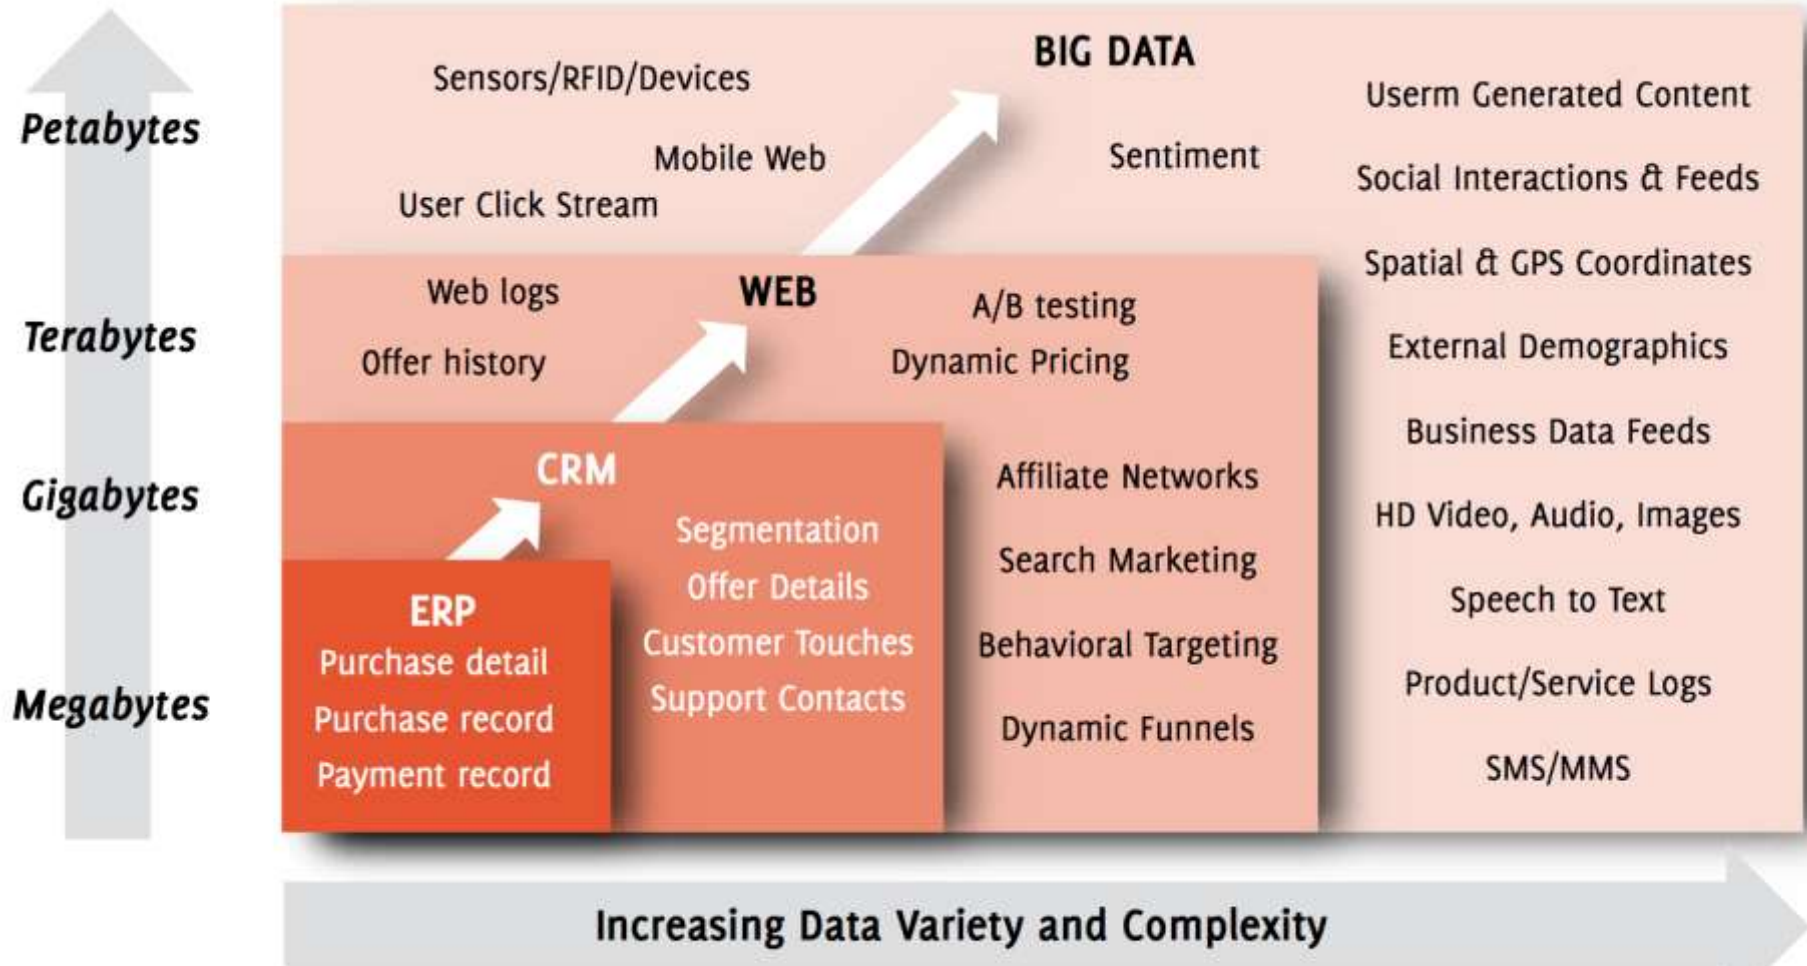 Petabytes
Terabytes
Gigabytes
Megabytes
BIG DATA
Sensors/RFID/Devices
Mobile Web
User Click Stream
Sentiment
Userm Generated Content
Social Interactions & Feeds
Spatial & GPS Coordinates
External Demographics
Business Data Feeds
HD Video, Audio, Images
Speech to Text
Product/Service Logs
SMS/MMS
WEB
Web logs
Offer history
A/B testing
Dynamic Pricing
Affiliate Networks
Search Marketing
Behavioral Targeting
Dynamic Funnels
CRM
Segmentation
Offer Details
Customer Touches
Support Contacts
ERP
Purchase detail
Purchase record
Payment record
Increasing Data Variety and Complexity